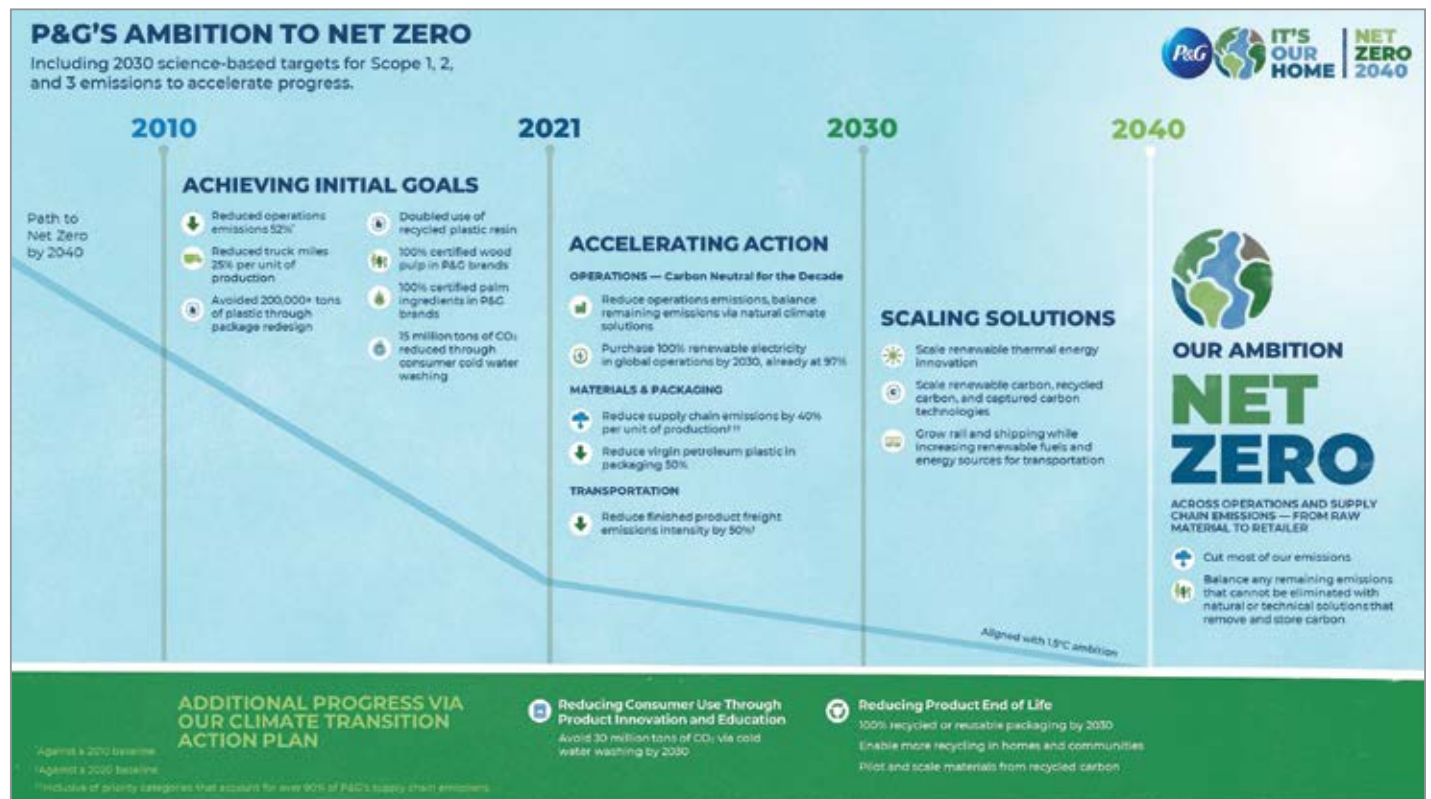 P&G'S AMBITION TO NET ZERO
Including 2030 science-based targets for Scope 1, 2,
and 3 emissions to accelerate progress.
P&G
IT'S
OUR
HOME
NET
ZERO
2040
2010
2021
2030
2040
Path to
Net Zero
by 2040
ACHIEVING INITIAL GOALS
Reduced operations
emissions 52%*
Reduced truck miles
25% per unit of
production
Avoided 200,000+ tons
of plastic through
package redesign
Doubled use of
recycled plastic resin
100% certified wood
pulp in P&G brands
100% certified palm
ingredients in P&G
brands
15 million tons of CO₂
reduced through
consumer cold water
washing
ACCELERATING ACTION
OPERATIONS — Carbon Neutral for the Decade
Reduce operations emissions, balance
remaining emissions via natural climate
solutions
Purchase 100% renewable electricity
in global operations by 2030, already at 97%
MATERIALS & PACKAGING
Reduce supply chain emissions by 40%
per unit of production† ††
Reduce virgin petroleum plastic in
packaging 50%
TRANSPORTATION
Reduce finished product freight
emissions intensity by 50%†
SCALING SOLUTIONS
Scale renewable thermal energy
innovation
Scale renewable carbon, recycled
carbon, and captured carbon
technologies
Grow rail and shipping while
increasing renewable fuels and
energy sources for transportation
Aligned with 1.5°C ambition
OUR AMBITION
NET
ZERO
ACROSS OPERATIONS AND SUPPLY
CHAIN EMISSIONS — FROM RAW
MATERIAL TO RETAILER
Cut most of our emissions
Balance any remaining emissions
that cannot be eliminated with
natural or technical solutions that
remove and store carbon
ADDITIONAL PROGRESS VIA
OUR CLIMATE TRANSITION
ACTION PLAN
Reducing Consumer Use Through
Product Innovation and Education
Avoid 30 million tons of CO₂ via cold
water washing by 2030
Reducing Product End of Life
100% recycled or reusable packaging by 2030
Enable more recycling in homes and communities
Pilot and scale materials from recycled carbon
*Against a 2010 baseline
†Against a 2020 baseline
††Inclusive of priority categories that account for over 90% of P&G's supply chain emissions